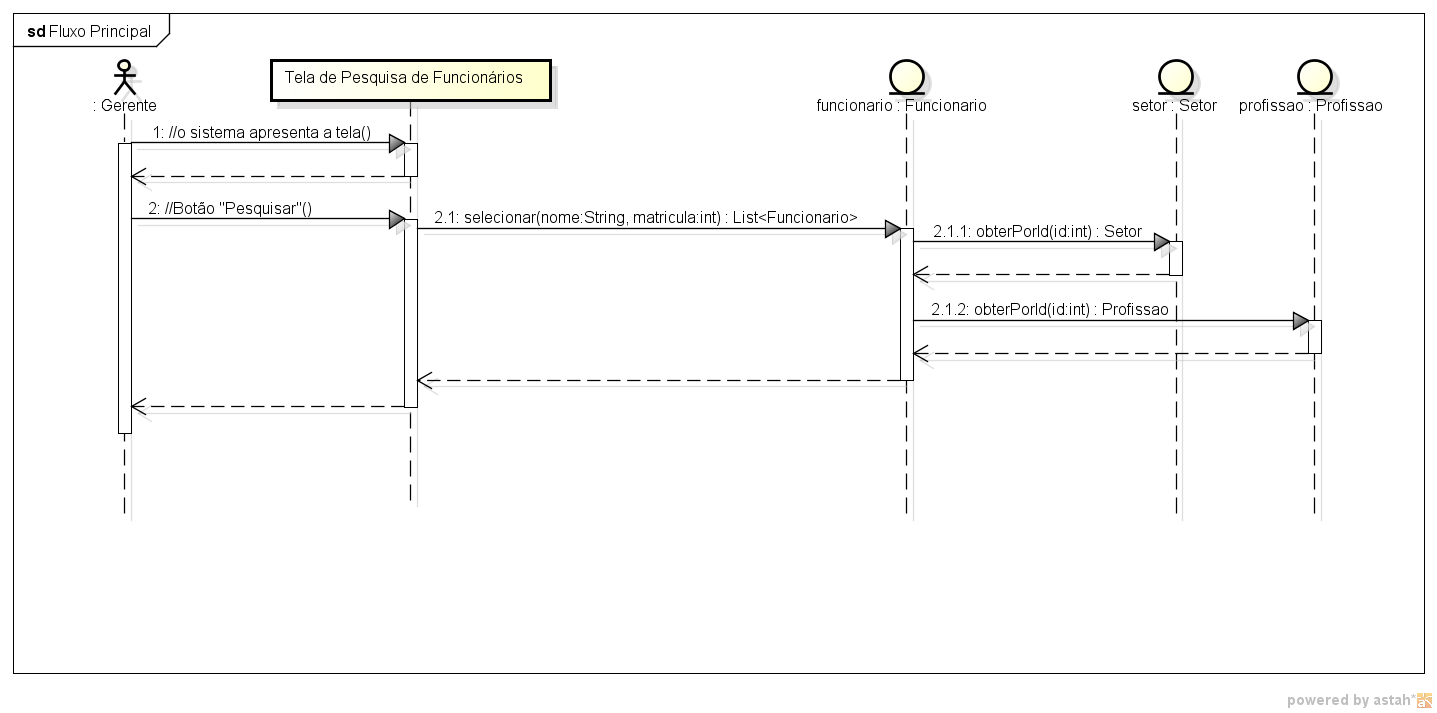 sd Fluxo Principal
: Gerente
Tela de Pesquisa de Funcionários
funcionario : Funcionario
setor : Setor
profissao : Profissao
1: //o sistema apresenta a tela()
2: //Botão "Pesquisar"()
2.1: selecionar(nome:String, matricula:int) : List<Funcionario>
2.1.1: obterPorId(id:int) : Setor
2.1.2: obterPorId(id:int) : Profissao
powered by astah*